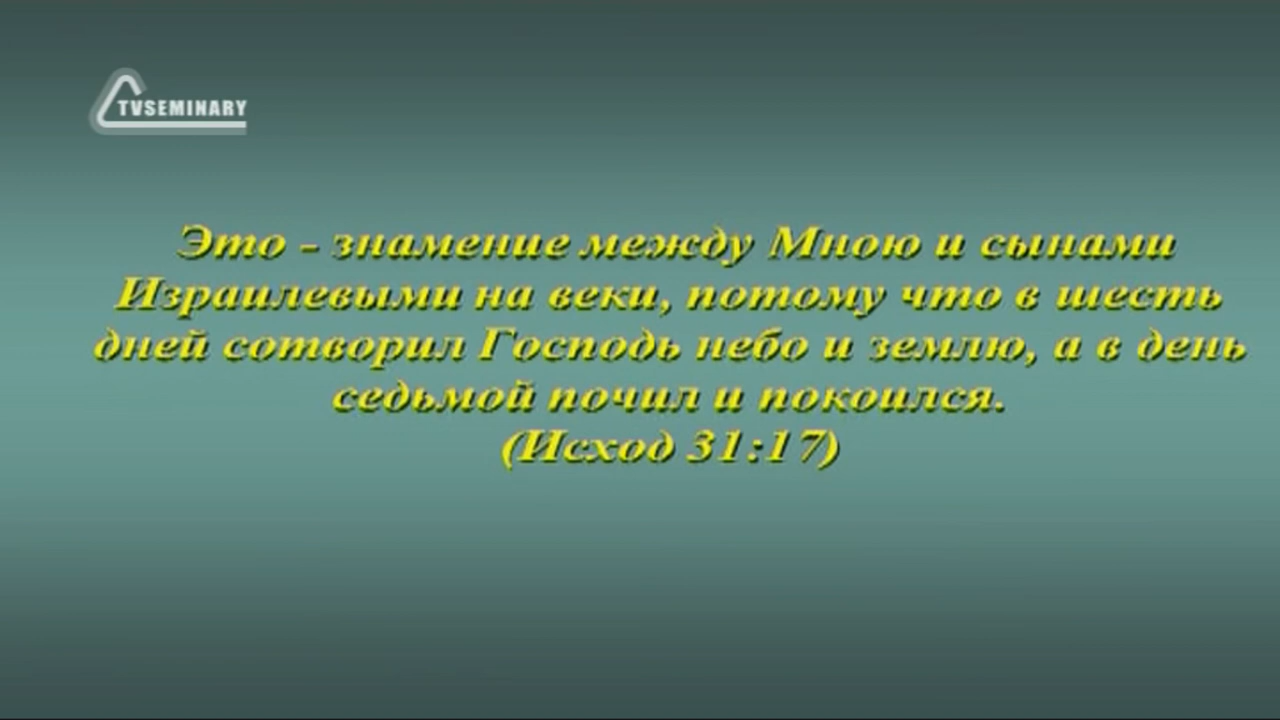 TVSEMINARY
Это - знамение между Мною и сынами
Израилевыми на веки, потому что в шесть
дней сотворил Господь небо и землю, а в день
седьмой почил и покоился.
(Исход 31:17)